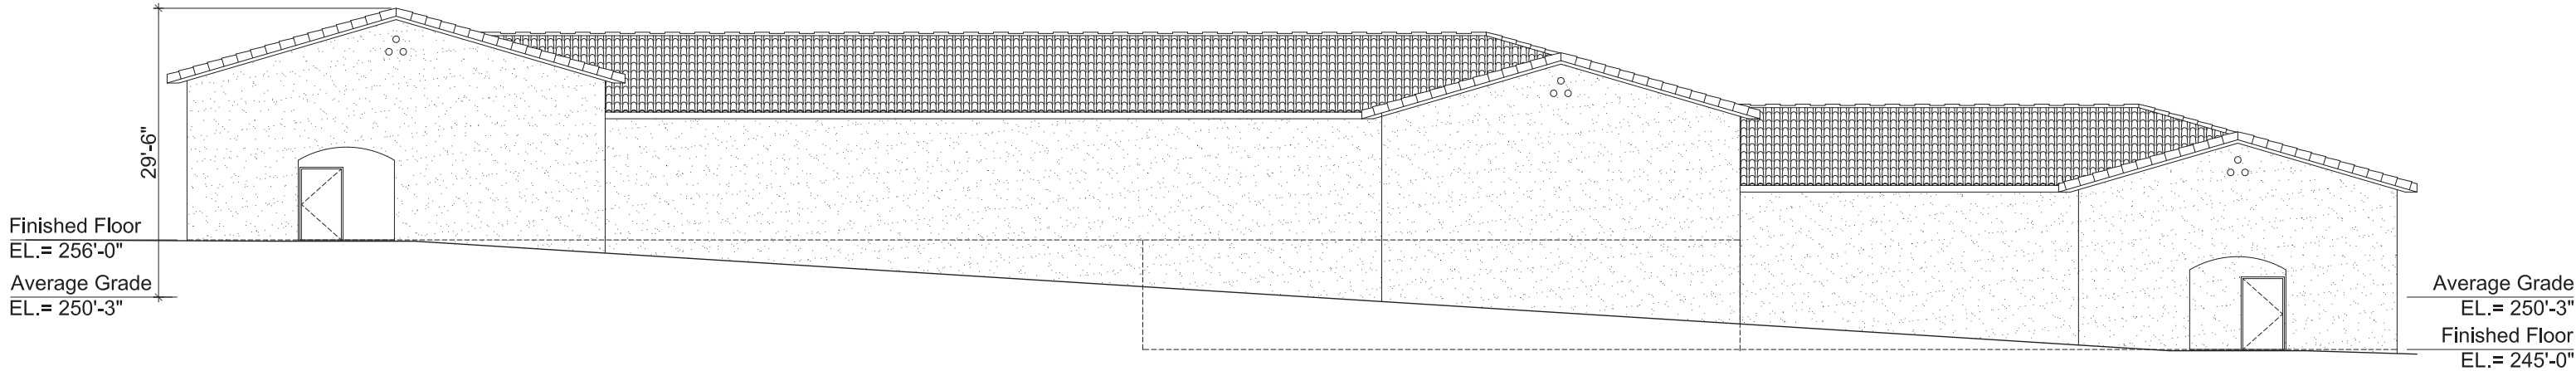 29'-6"
Finished Floor
EL.= 256'-0"
Average Grade
EL.= 250'-3"
Average Grade
EL.= 250'-3"
Finished Floor
EL.= 245'-0"